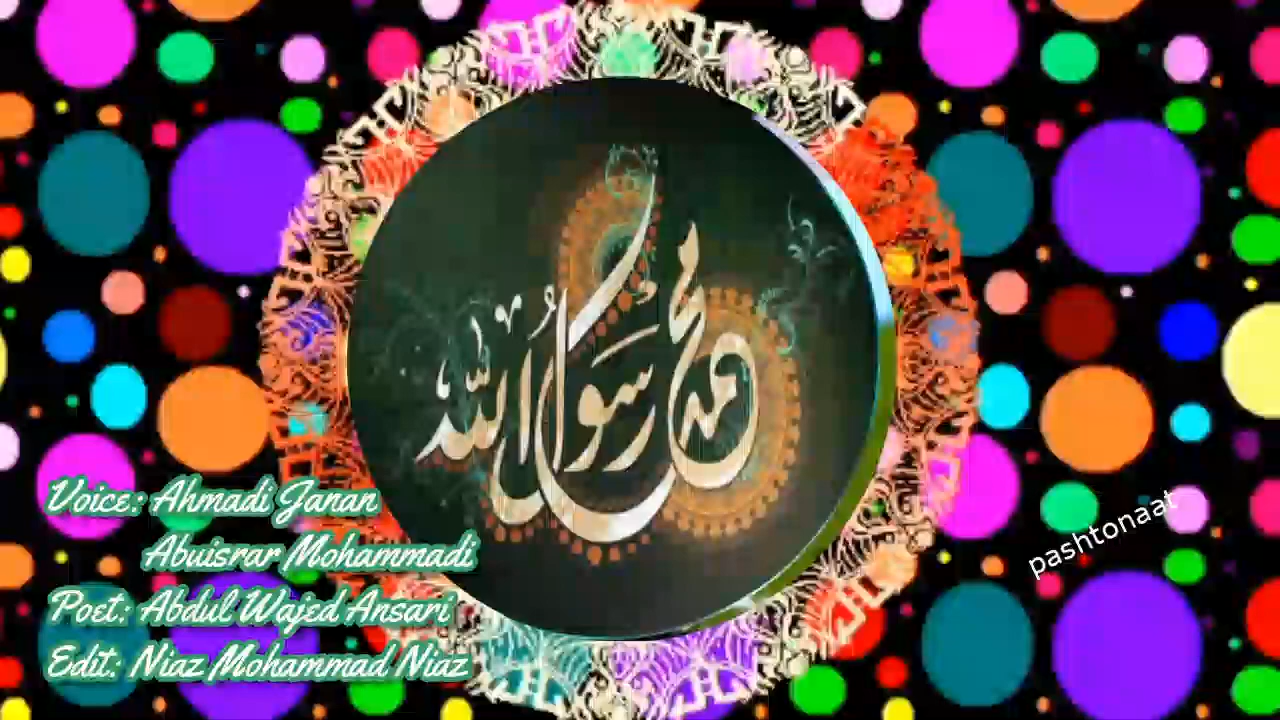 محمد رسول الله
Voice: Ahmadi Janan
Abuisrar Mohammadi
Poet: Abdul Wajed Ansari
Edit: Niaz Mohammad Niaz
pashtonaat